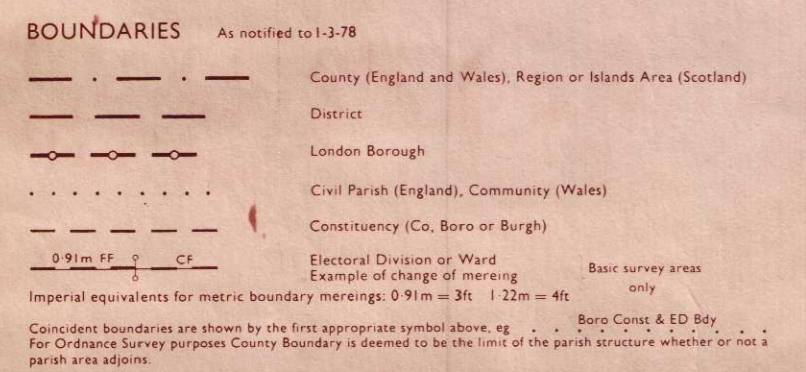 BOUNDARIES As notified to 1-3-78
County (England and Wales), Region or Islands Area (Scotland)
District
London Borough
Civil Parish (England), Community (Wales)
Constituency (Co, Boro or Burgh)
0·91m FF CF Electoral Division or Ward
Example of change of mereing
Basic survey areas
only
Imperial equivalents for metric boundary mereings: 0·91m = 3ft 1·22m = 4ft
Coincident boundaries are shown by the first appropriate symbol above, eg Boro Const & ED Bdy
For Ordnance Survey purposes County Boundary is deemed to be the limit of the parish structure whether or not a
parish area adjoins.